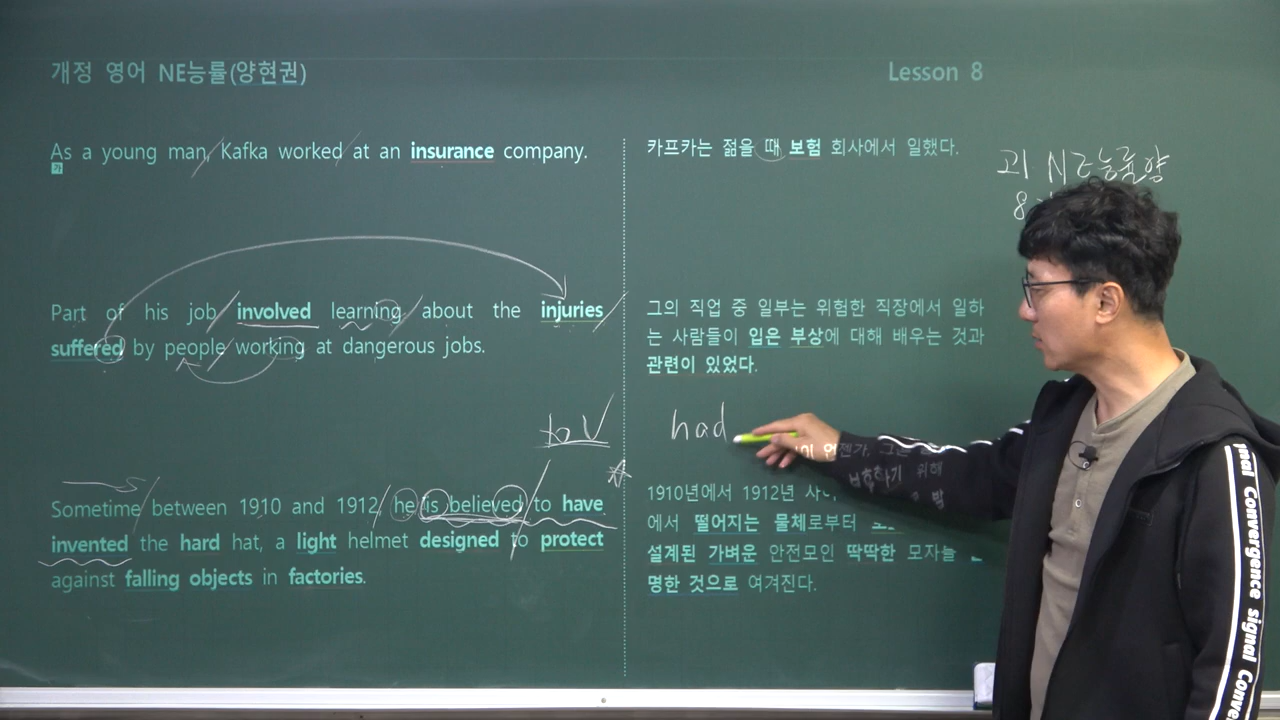 개정 영어 NE능률(양현권)
Lesson 8
As a young man, Kafka worked at an insurance company.
가
카프카는 젊을 때 보험 회사에서 일했다.
괴 NE능률양
8
Part of his job involved learning about the injuries
suffered by people working at dangerous jobs.
그의 직업 중 일부는 위험한 직장에서 일하
는 사람들이 입은 부상에 대해 배우는 것과
관련이 있었다.
to V
had
Sometime between 1910 and 1912, he is believed to have
invented the hard hat, a light helmet designed to protect
against falling objects in factories.
1910년에서 1912년
에서 떨어지는 물체로부터
설계된 가벼운 안전모인 딱딱한 모자를
명한 것으로 여겨진다.
Convergence signal Conve